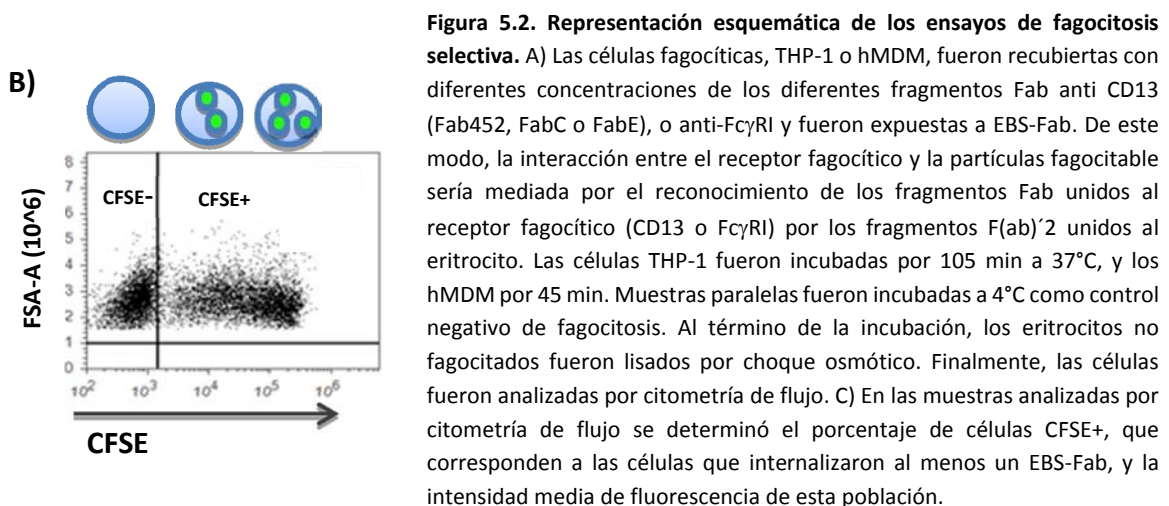 B)
FSA-A (10^6)
8
7
6
5
4
3
2
1
0
CFSE-
CFSE+
10²
10³
10⁴
10⁵
10⁶
CFSE
Figura 5.2. Representación esquemática de los ensayos de fagocitosis
selectiva. A) Las células fagocíticas, THP-1 o hMDM, fueron recubiertas con
diferentes concentraciones de los diferentes fragmentos Fab anti CD13
(Fab452, FabC o FabE), o anti-FcγRI y fueron expuestas a EBS-Fab. De este
modo, la interacción entre el receptor fagocítico y la partículas fagocitable
sería mediada por el reconocimiento de los fragmentos Fab unidos al
receptor fagocítico (CD13 o FcγRI) por los fragmentos F(ab)´2 unidos al
eritrocito. Las células THP-1 fueron incubadas por 105 min a 37°C, y los
hMDM por 45 min. Muestras paralelas fueron incubadas a 4°C como control
negativo de fagocitosis. Al término de la incubación, los eritrocitos no
fagocitados fueron lisados por choque osmótico. Finalmente, las células
fueron analizadas por citometría de flujo. C) En las muestras analizadas por
citometría de flujo se determinó el porcentaje de células CFSE+, que
corresponden a las células que internalizaron al menos un EBS-Fab, y la
intensidad media de fluorescencia de esta población.